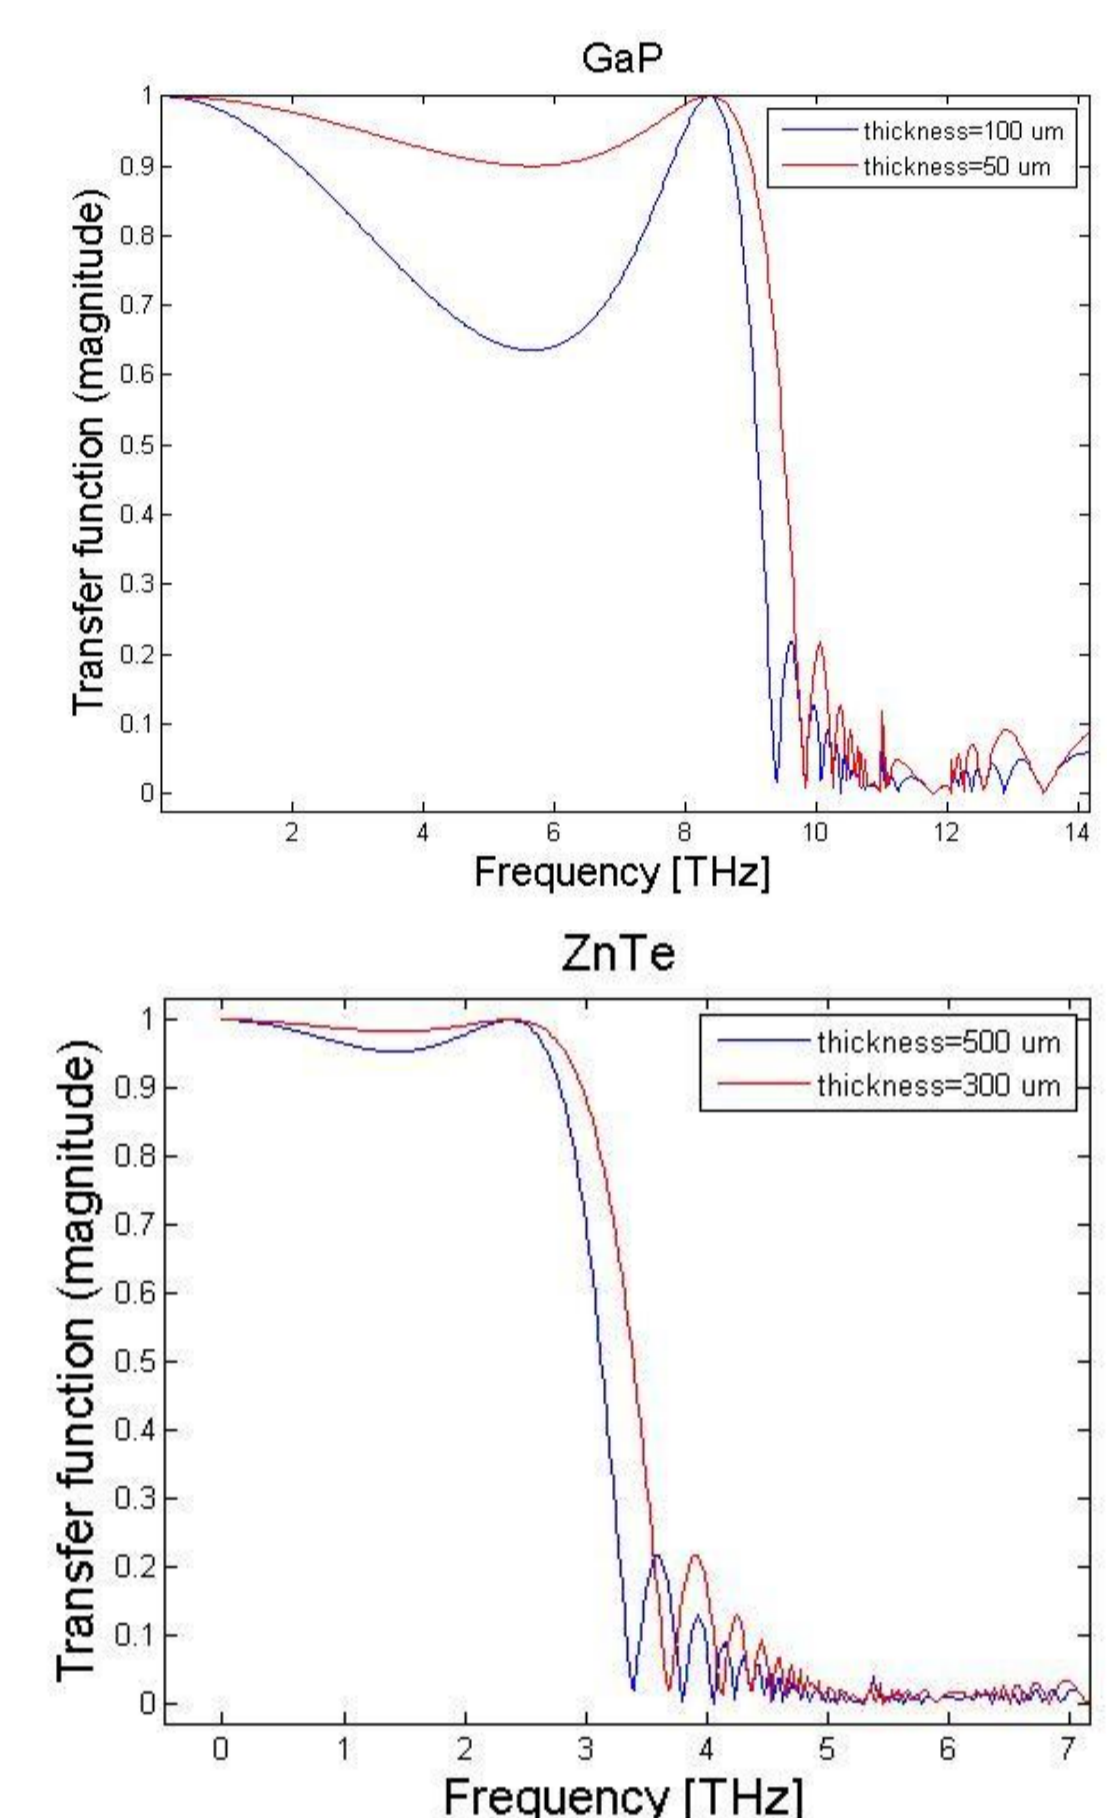 GaP
Transfer function (magnitude)
1
0.9
0.8
0.7
0.6
0.5
0.4
0.3
0.2
0.1
0
thickness=100 um
thickness=50 um
2 4 6 8 10 12 14
Frequency [THz]
ZnTe
Transfer function (magnitude)
1
0.9
0.8
0.7
0.6
0.5
0.4
0.3
0.2
0.1
0
thickness=500 um
thickness=300 um
0 1 2 3 4 5 6 7
Frequency [THz]